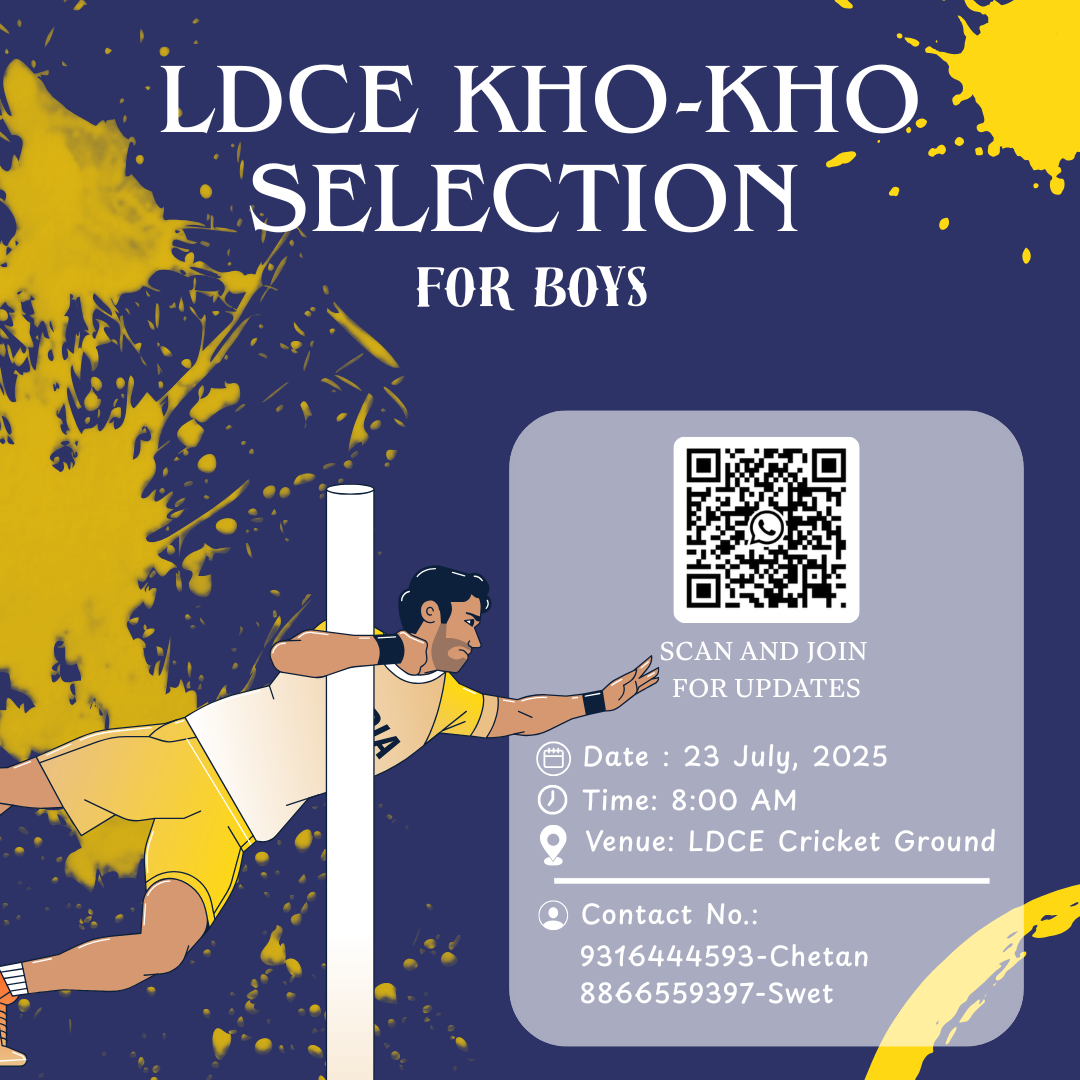 LDCE KHO-KHO
SELECTION
FOR BOYS
SCAN AND JOIN
FOR UPDATES
Date : 23 July, 2025
Time: 8:00 AM
Venue: LDCE Cricket Ground
Contact No.:
9316444593-Chetan
8866559397-Swet
DIA